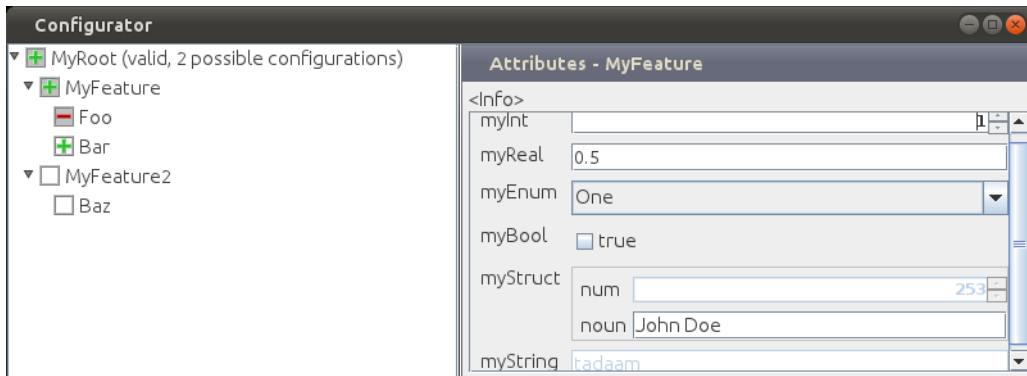 Configurator
MyRoot (valid, 2 possible configurations)
MyFeature
Foo
Bar
MyFeature2
Baz
Attributes - MyFeature
<Info>
myInt 1
myReal 0.5
myEnum One
myBool true
myStruct
num 253
noun John Doe
myString tadaam